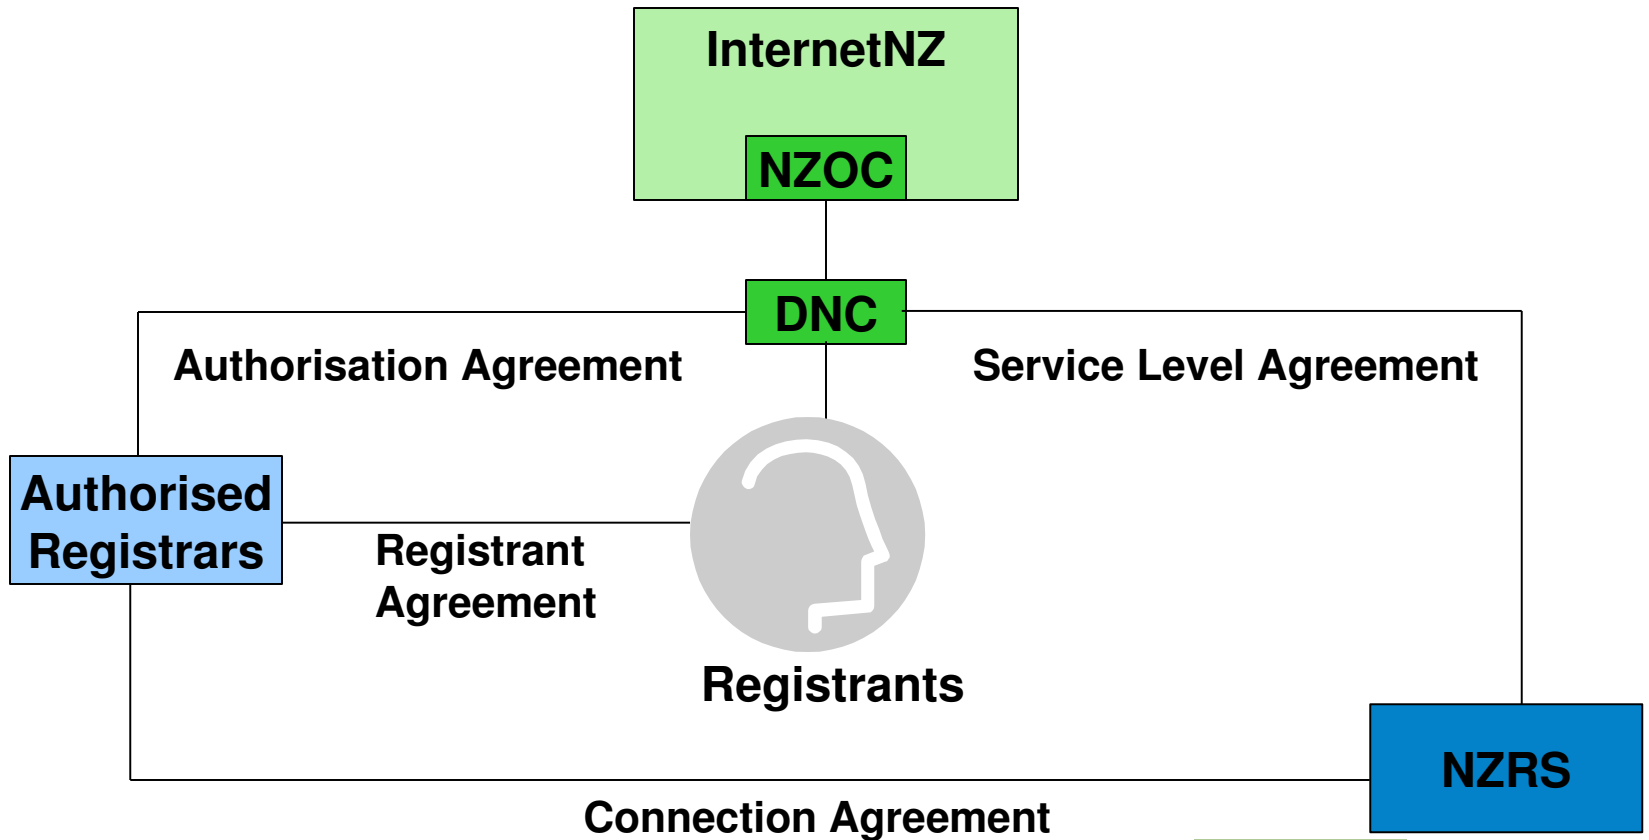 InternetNZ
NZOC
DNC
Authorisation Agreement
Service Level Agreement
Authorised
Registrars
Registrant
Agreement
Registrants
NZRS
Connection Agreement